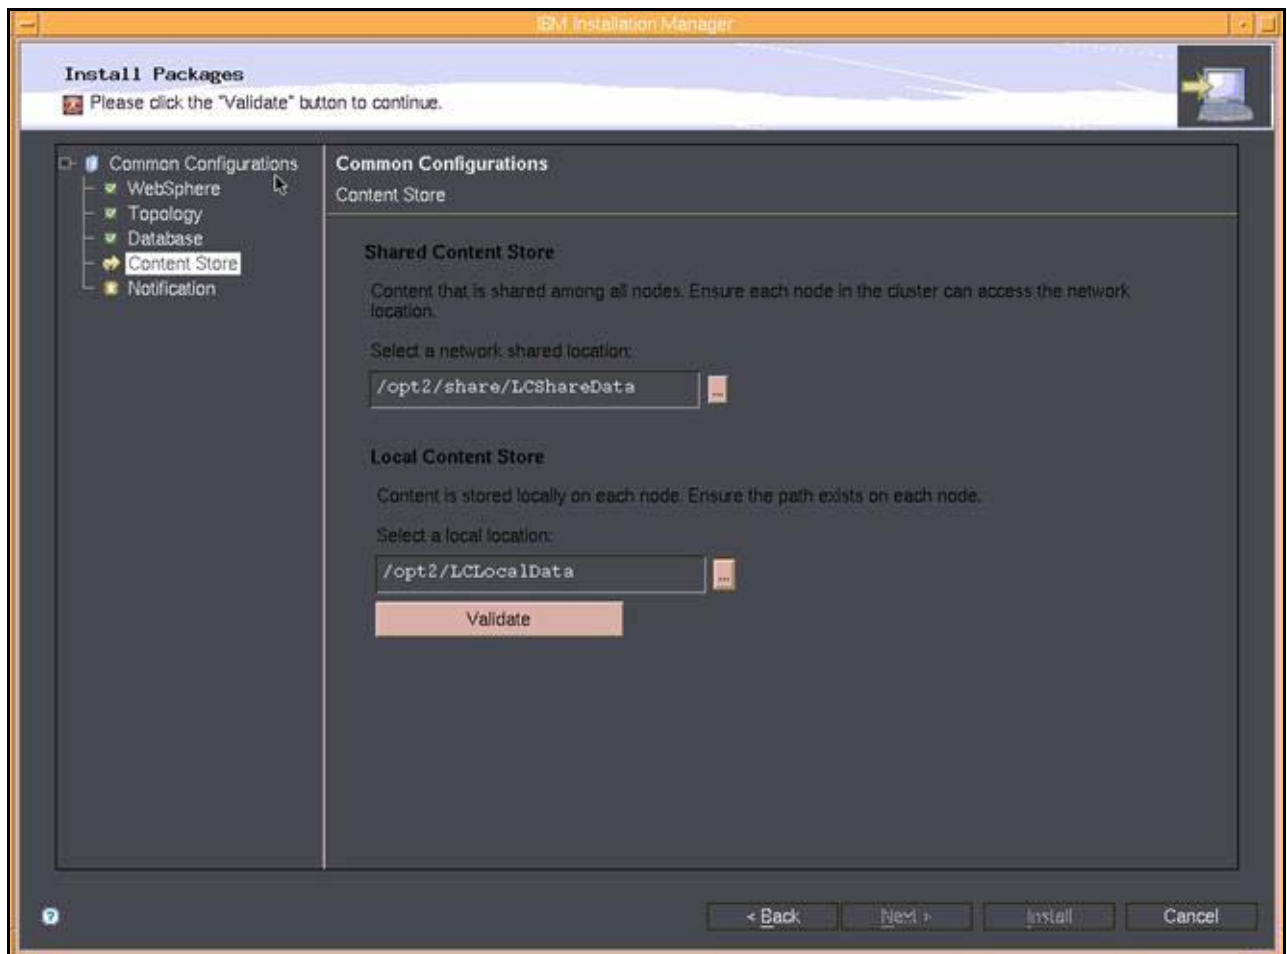 IBM Installation Manager
Install Packages
Please click the "Validate" button to continue.
Common Configurations
WebSphere
Topology
Database
Content Store
Notification
Common Configurations
Content Store
Shared Content Store
Content that is shared among all nodes. Ensure each node in the cluster can access the network
location.
Select a network shared location:
/opt2/share/LCShareData
...
Local Content Store
Content is stored locally on each node. Ensure the path exists on each node.
Select a local location:
/opt2/LCLocalData
...
Validate
?
< Back
Next >
Install
Cancel